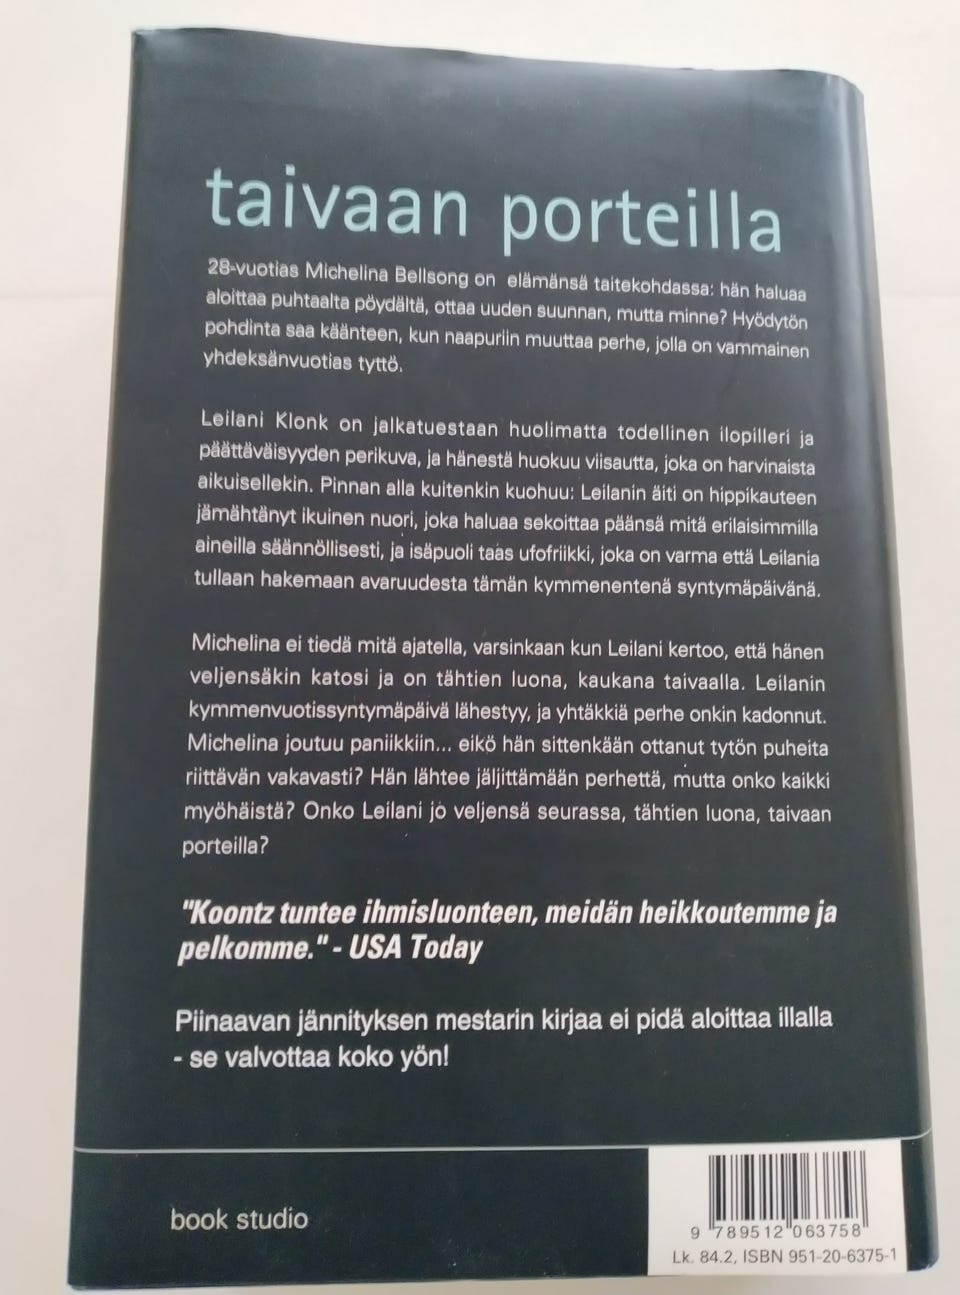 taivaan porteilla
28-vuotias Michelina Bellsong on elämänsä taitekohdassa: hän haluaa
aloittaa puhtaalta pöydältä, ottaa uuden suunnan, mutta minne? Hyödytön
pohdinta saa käänteen, kun naapuriin muuttaa perhe, jolla on vammainen
yhdeksänvuotias tyttö.
Leilani Klonk on jalkatuestaan huolimatta todellinen ilopilleri ja
päättäväisyyden perikuva, ja hänestä huokuu viisautta, joka on harvinaista
aikuisellekin. Pinnan alla kuitenkin kuohuu: Leilanin äiti on hippikauteen
jämähtänyt ikuinen nuori, joka haluaa sekoittaa päänsä mitä erilaisimmilla
aineilla säännöllisesti, ja isäpuoli taas ufofriikki, joka on varma että Leilania
tullaan hakemaan avaruudesta tämän kymmenentenä syntymäpäivänä.
Michelina ei tiedä mitä ajatella, varsinkaan kun Leilani kertoo, että hänen
veljensäkin katosi ja on tähtien luona, kaukana taivaalla. Leilanin
kymmenvuotissyntymäpäivä lähestyy, ja yhtäkkiä perhe onkin kadonnut.
Michelina joutuu paniikkiin... eikö hän sittenkään ottanut tytön puheita
riittävän vakavasti? Hän lähtee jäljittämään perhettä, mutta onko kaikki
myöhäistä? Onko Leilani jo veljensä seurassa, tähtien luona, taivaan
porteilla?
"Koontz tuntee ihmisluonteen, meidän heikkoutemme ja
pelkomme." - USA Today
Piinaavan jännityksen mestarin kirjaa ei pidä aloittaa illalla
- se valvottaa koko yön!
book studio
9 789512 063758
Lk. 84.2, ISBN 951-20-6375-1